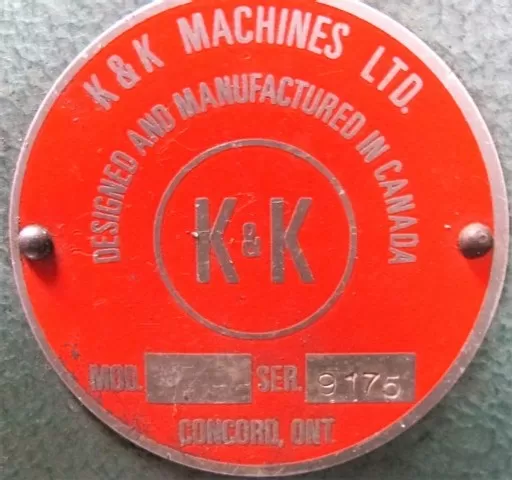 K & K MACHINES LTD.
DESIGNED AND MANUFACTURED IN CANADA
K & K
MOD. SER. 9175
CONCORD, ONT.